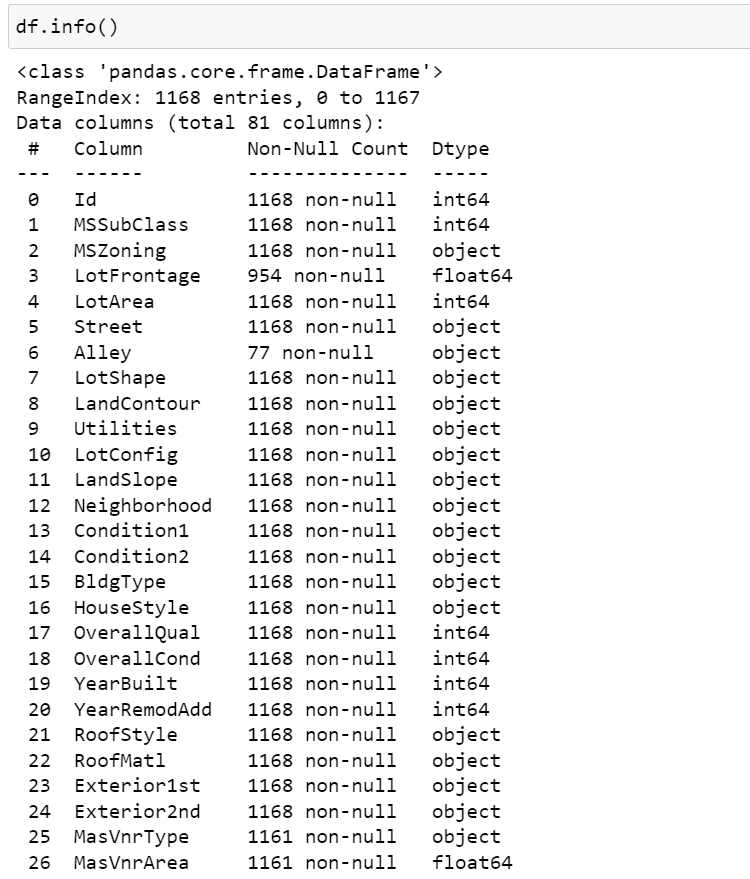 df.info()
<class 'pandas.core.frame.DataFrame'>
RangeIndex: 1168 entries, 0 to 1167
Data columns (total 81 columns):
 #   Column         Non-Null Count  Dtype
---  ------         --------------  -----
 0   Id             1168 non-null   int64
 1   MSSubClass     1168 non-null   int64
 2   MSZoning       1168 non-null   object
 3   LotFrontage    954 non-null    float64
 4   LotArea        1168 non-null   int64
 5   Street         1168 non-null   object
 6   Alley          77 non-null     object
 7   LotShape       1168 non-null   object
 8   LandContour    1168 non-null   object
 9   Utilities      1168 non-null   object
 10  LotConfig      1168 non-null   object
 11  LandSlope      1168 non-null   object
 12  Neighborhood   1168 non-null   object
 13  Condition1     1168 non-null   object
 14  Condition2     1168 non-null   object
 15  BldgType       1168 non-null   object
 16  HouseStyle     1168 non-null   object
 17  OverallQual    1168 non-null   int64
 18  OverallCond    1168 non-null   int64
 19  YearBuilt      1168 non-null   int64
 20  YearRemodAdd   1168 non-null   int64
 21  RoofStyle      1168 non-null   object
 22  RoofMatl       1168 non-null   object
 23  Exterior1st    1168 non-null   object
 24  Exterior2nd    1168 non-null   object
 25  MasVnrType     1161 non-null   object
 26  MasVnrArea     1161 non-null   float64